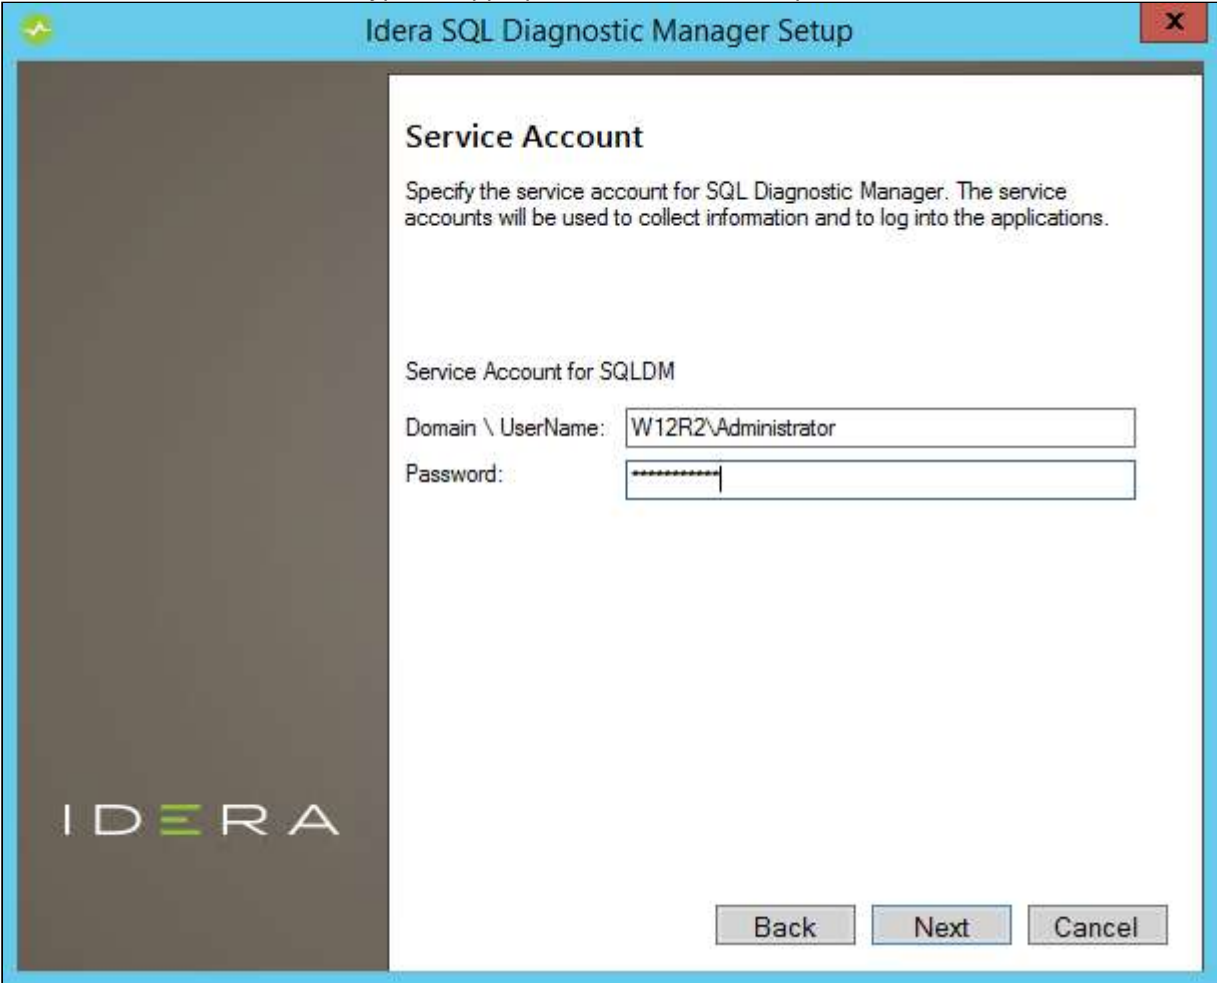 Idera SQL Diagnostic Manager Setup
x
Service Account
Specify the service account for SQL Diagnostic Manager. The service
accounts will be used to collect information and to log into the applications.
Service Account for SQLDM
Domain \ UserName: W12R2\Administrator
Password: ***********
IDERA
Back Next Cancel